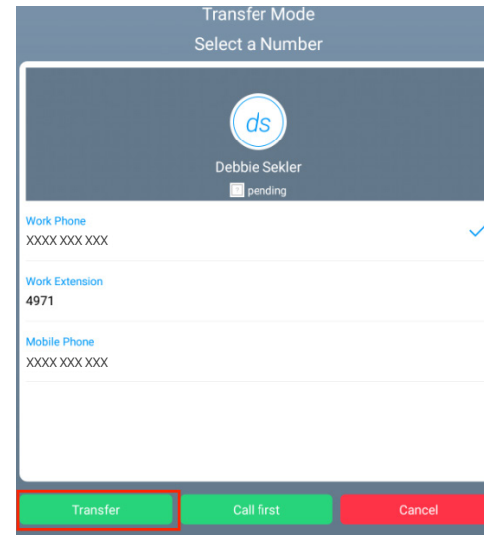 Transfer Mode
Select a Number
ds
Debbie Sekler
pending
Work Phone
XXXX XXX XXX
Work Extension
4971
Mobile Phone
XXXX XXX XXX
Transfer Call first Cancel